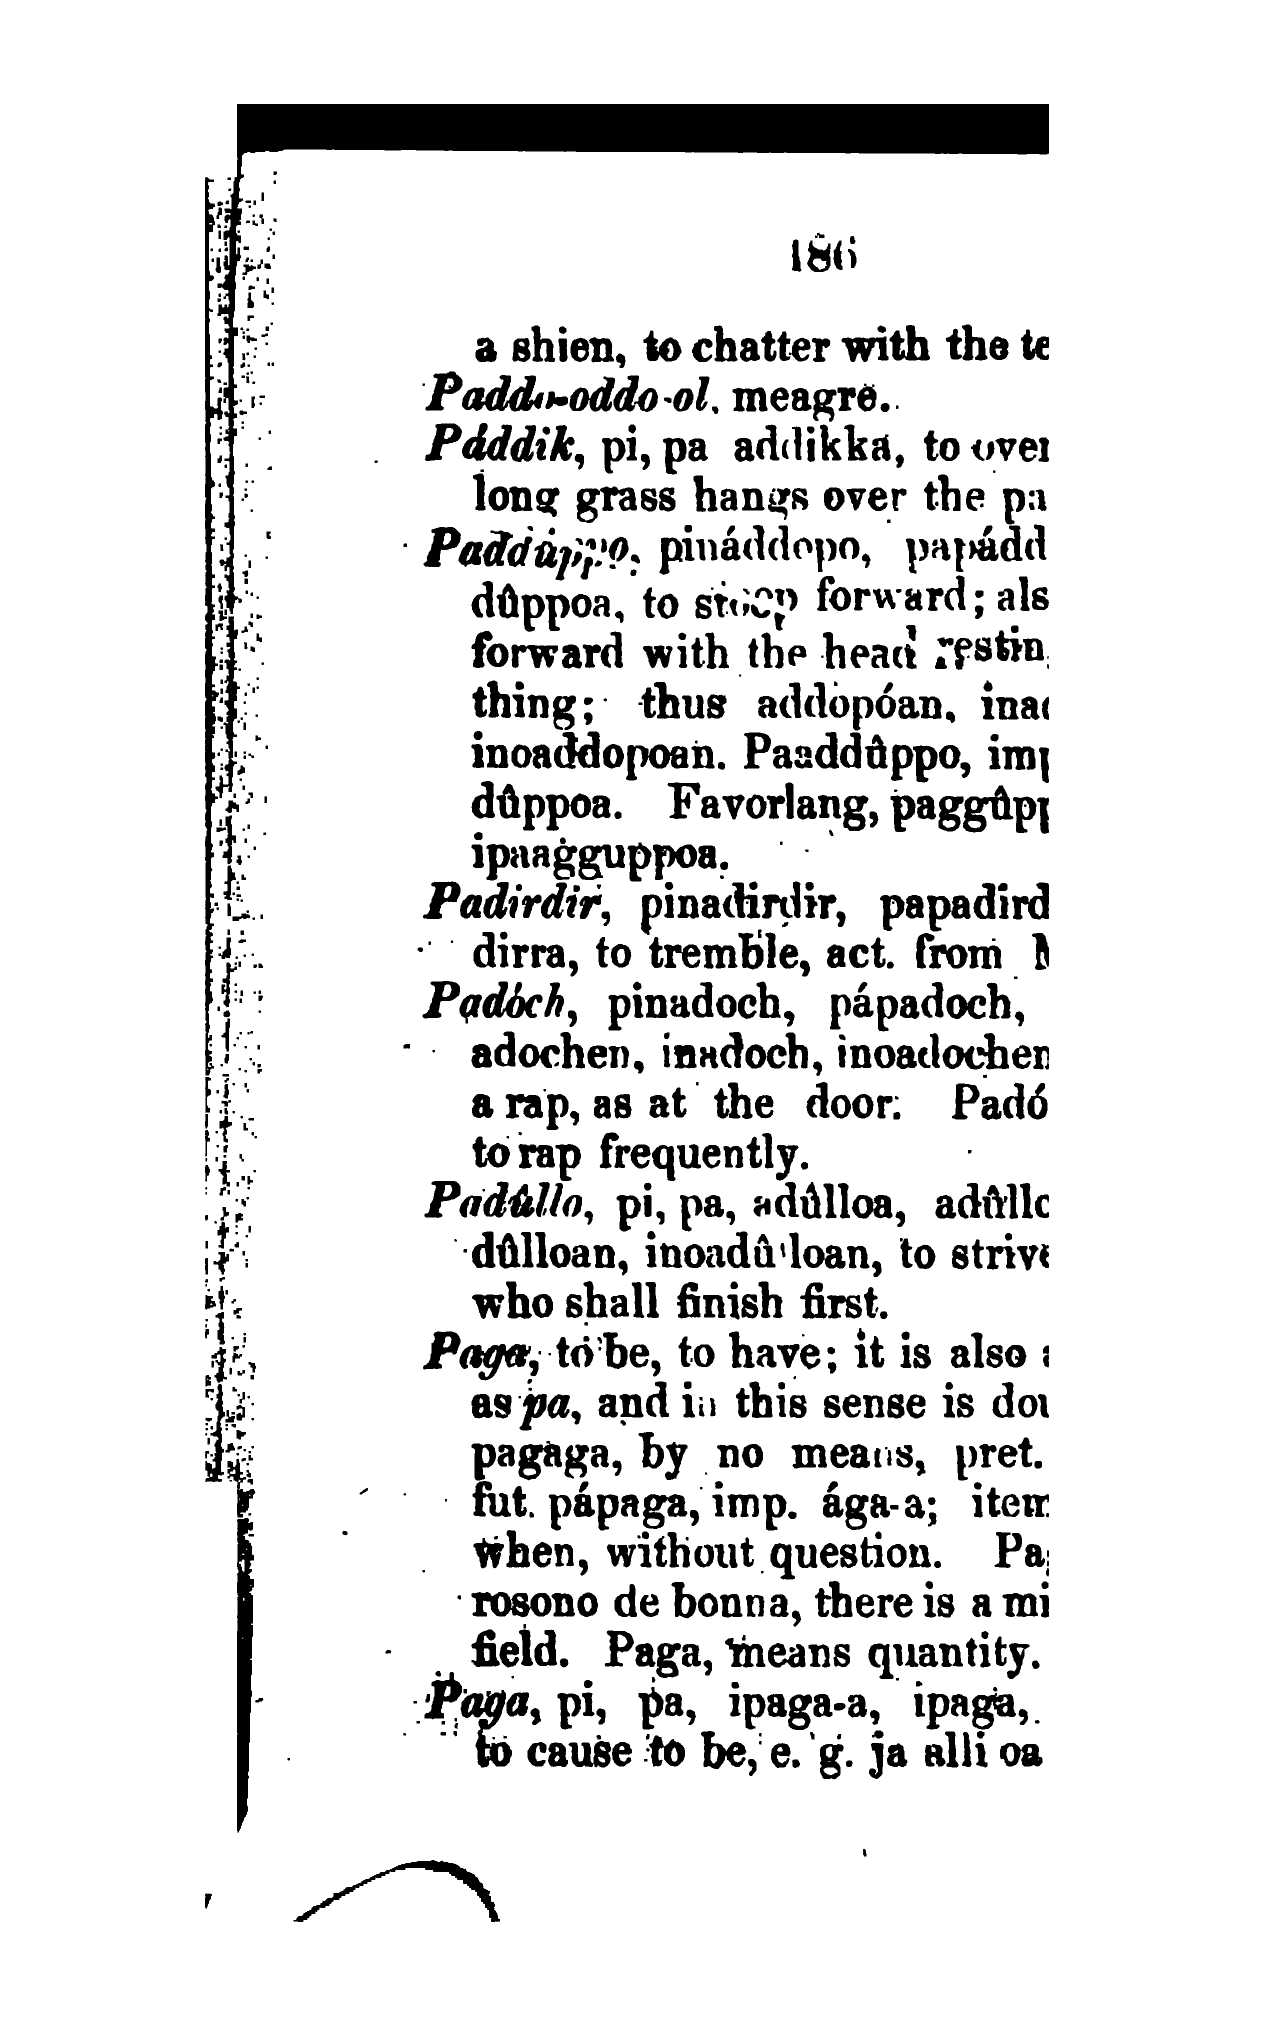 186
a shien, to chatter with the te
meagre.
Páddik, pi, pa addikka, to over
long grass hangs over the pa
Paddûppo, pináddopo, papádd
dûppoa, to stoop forward; als
forward with the head restin
thing; thus addopóan, ina
inoaddopoan. Paaddûppo, imp
dûppoa. Favorlang, paggûpp
ipaagguppoa.
Padirdir, pinadirdir, papadird
dirra, to tremble, act. from
Padóch, pinadoch, pápadoch,
adochen, inadoch, inoadochen
a rap, as at the door. Padó
to rap frequently.
Padûllo, pi, pa, adûlloa, adûllo
dûlloan, inoadûlloan, to strive
who shall finish first.
Paga, to be, to have; it is also
as pa, and in this sense is dou
pagaga, by no means, pret.
fut. pápaga, imp. ága-a; item
when, without question. Pa
rosono de bonna, there is a mi
field. Paga, means quantity.
Paga, pi, pa, ipaga-a, ipaga,
to cause to be, e. g. ja alli oa